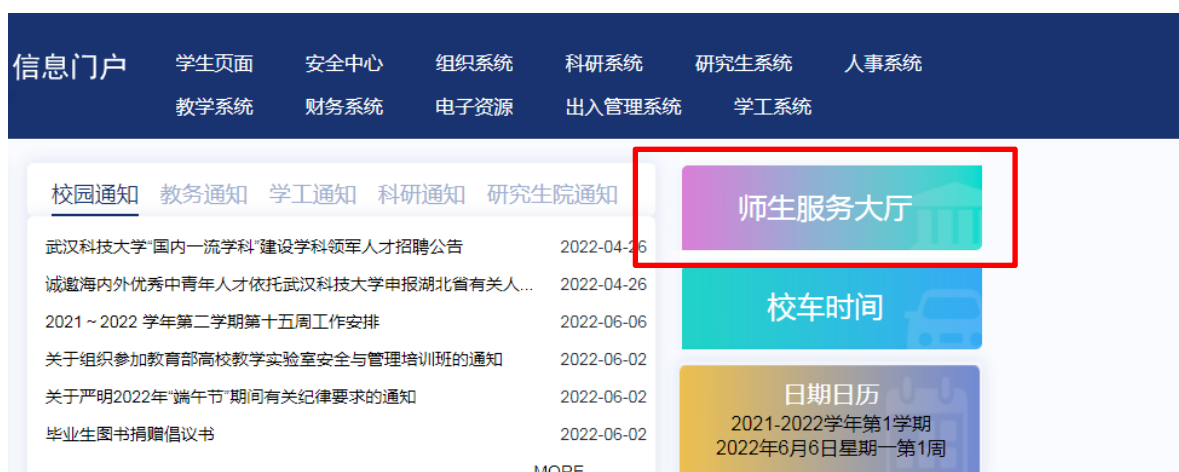 信息门户
学生页面 安全中心 组织系统 科研系统 研究生系统 人事系统
教学系统 财务系统 电子资源 出入管理系统 学工系统
校园通知 教务通知 学工通知 科研通知 研究生院通知
武汉科技大学“国内一流学科”建设学科领军人才招聘公告 2022-04-26
诚邀海内外优秀中青年人才依托武汉科技大学申报湖北省有关人... 2022-04-26
2021~2022 学年第二学期第十五周工作安排 2022-06-06
关于组织参加教育部高校教学实验室安全与管理培训班的通知 2022-06-02
关于严明2022年“端午节”期间有关纪律要求的通知 2022-06-02
毕业生图书捐赠倡议书 2022-06-02
MORE
师生服务大厅
校车时间
日期日历
2021-2022学年第1学期
2022年6月6日星期一第1周